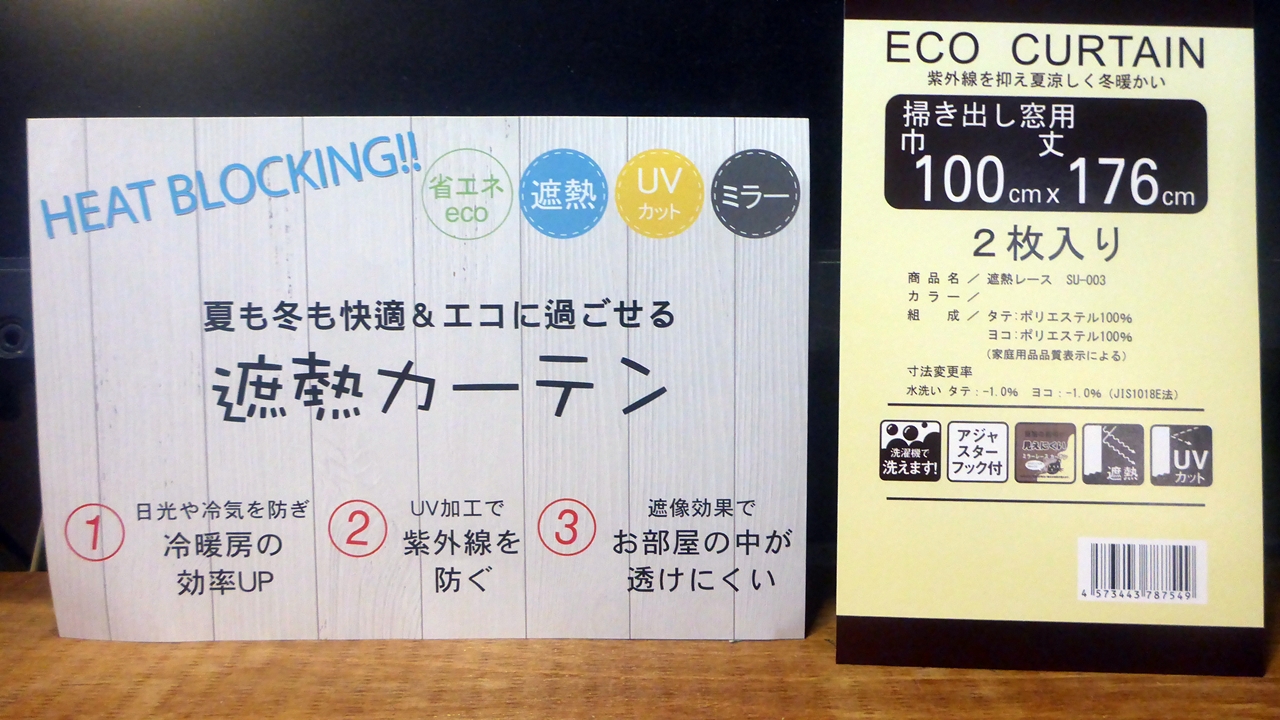 HEAT BLOCKING!!
省エネ
eco
遮熱
UV
カット
ミラー
夏も冬も快適＆エコに過ごせる
遮熱カーテン
1
日光や冷気を防ぎ
冷暖房の
効率UP
2
UV加工で
紫外線を
防ぐ
3
遮像効果で
お部屋の中が
透けにくい
ECO CURTAIN
紫外線を抑え夏涼しく冬暖かい
掃き出し窓用
巾 丈
100cm x 176cm
2枚入り
商品名／遮熱レース SU-003
カラー／
組成／タテ:ポリエステル100%
ヨコ:ポリエステル100%
（家庭用品品質表示による）
寸法変更率
水洗い タテ:-1.0% ヨコ:-1.0%（JIS1018E法）
洗濯機で
洗えます!
アジャ
スター
フック付
見えにくい
ミラーレース
遮熱
UV
カット
4 573443 787549